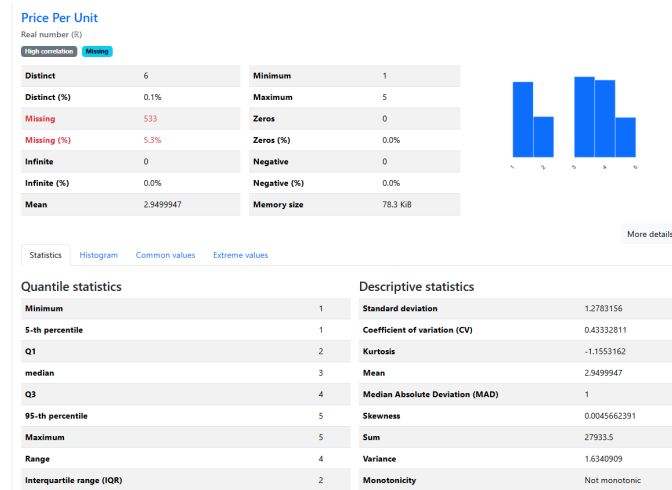 Price Per Unit
Real number (ℝ)
High correlation Missing
Distinct 6 Minimum 1
Distinct (%) 0.1% Maximum 5
Missing 533 Zeros 0
Missing (%) 5.3% Zeros (%) 0.0%
Infinite 0 Negative 0
Infinite (%) 0.0% Negative (%) 0.0%
Mean 2.9499947 Memory size 78.3 KiB
1 2 3 4 5
More details
Statistics Histogram Common values Extreme values
Quantile statistics Descriptive statistics
Minimum 1 Standard deviation 1.2783156
5-th percentile 1 Coefficient of variation (CV) 0.43332811
Q1 2 Kurtosis -1.1553162
median 3 Mean 2.9499947
Q3 4 Median Absolute Deviation (MAD) 1
95-th percentile 5 Skewness 0.0045662391
Maximum 5 Sum 27933.5
Range 4 Variance 1.6340909
Interquartile range (IQR) 2 Monotonicity Not monotonic